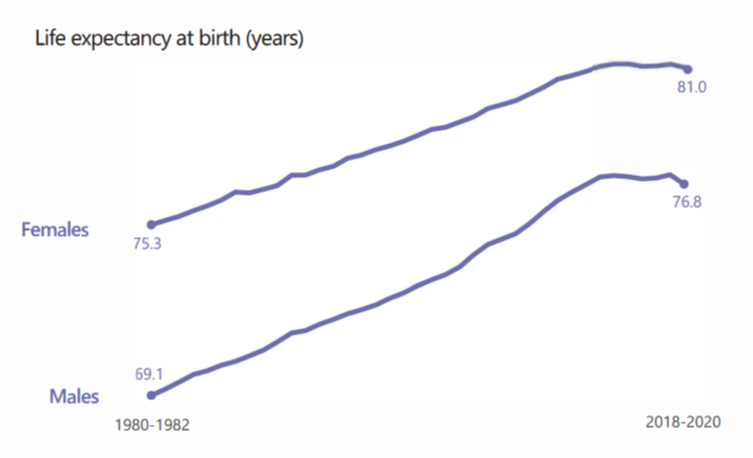 Life expectancy at birth (years)
81.0
76.8
Females
75.3
69.1
Males
1980-1982
2018-2020